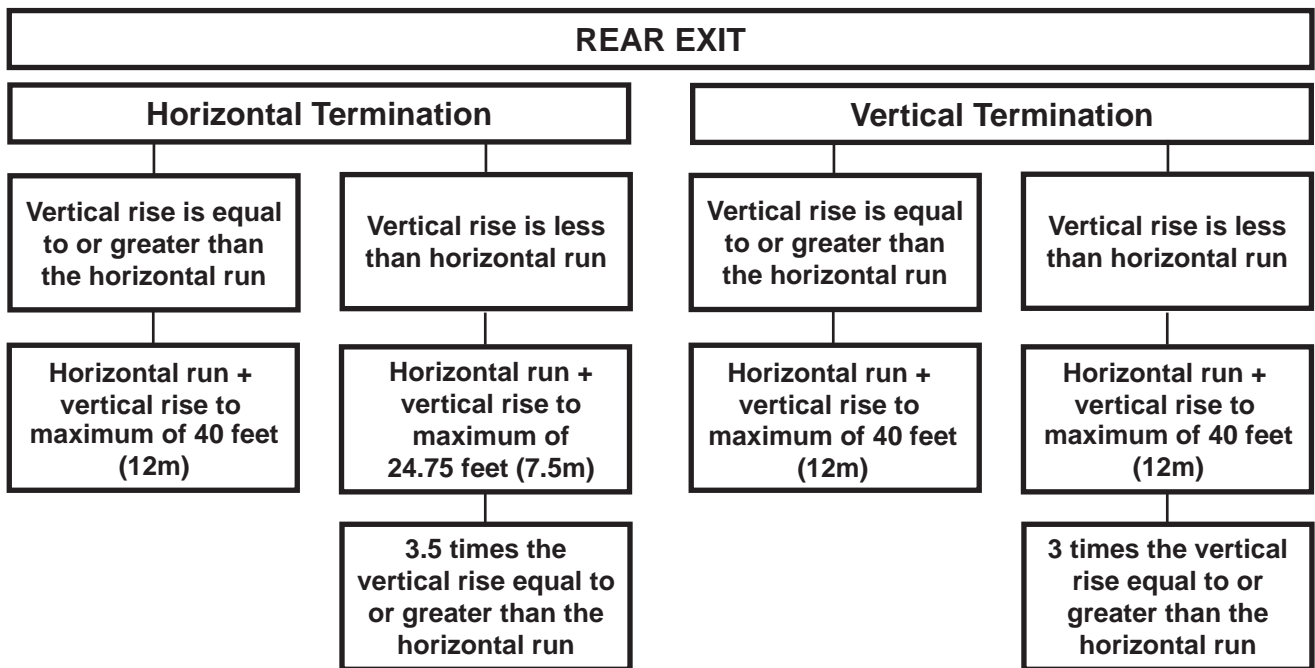 REAR EXIT
Horizontal Termination
Vertical rise is equal
to or greater than
the horizontal run
Horizontal run +
vertical rise to
maximum of 40 feet
(12m)
Vertical rise is less
than horizontal run
Horizontal run +
vertical rise to
maximum of
24.75 feet (7.5m)
3.5 times the
vertical rise equal to
or greater than the
horizontal run
Vertical Termination
Vertical rise is equal
to or greater than
the horizontal run
Horizontal run +
vertical rise to
maximum of 40 feet
(12m)
Vertical rise is less
than horizontal run
Horizontal run +
vertical rise to
maximum of 40 feet
(12m)
3 times the vertical
rise equal to or
greater than the
horizontal run